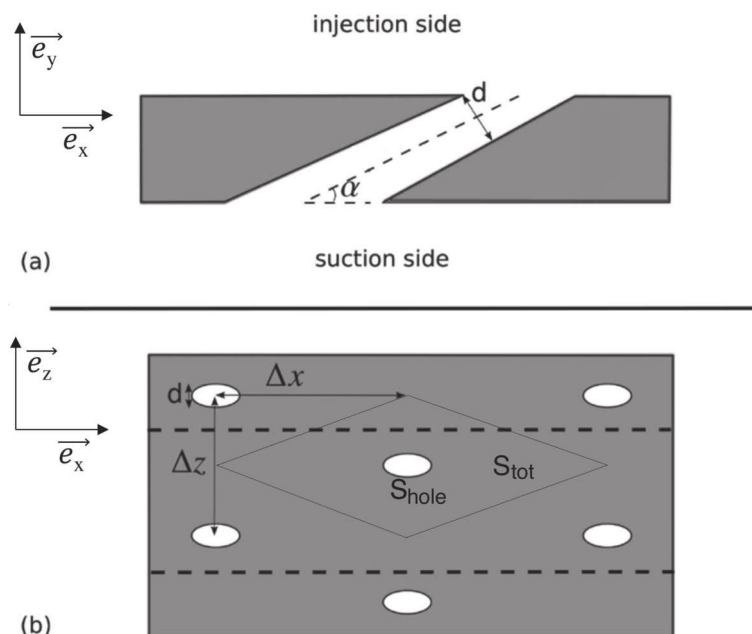 injection side
e_y
d
e_x
α
(a)
suction side
e_z
Δx
d
e_x
Δz
S_tot
S_hole
(b)